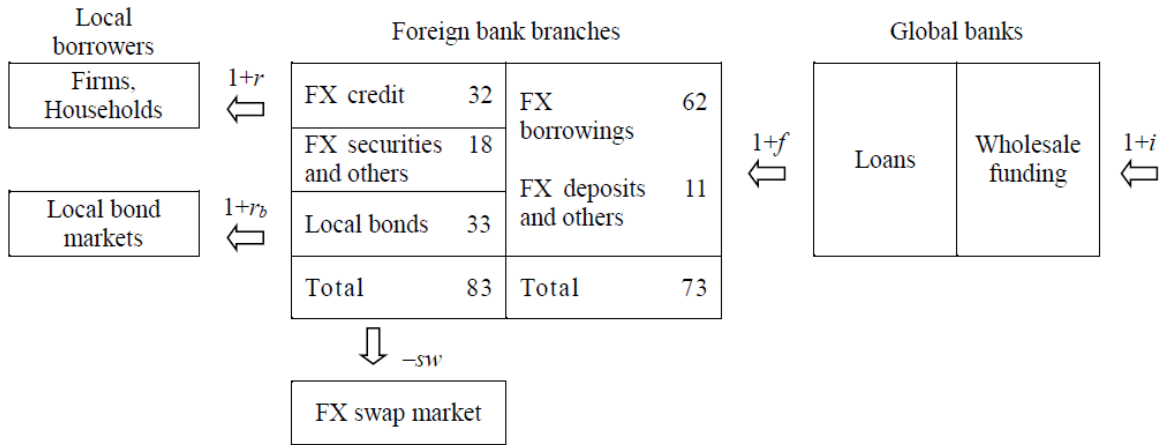 Local
borrowers
Foreign bank branches
Global banks
Firms,
Households
1+r
FX credit 32
FX securities 18
and others
Local bonds 33
Total 83
FX 62
borrowings
FX deposits 11
and others
Total 73
1+f
Loans
Wholesale
funding
1+i
Local bond
markets
1+rb
–sw
FX swap market